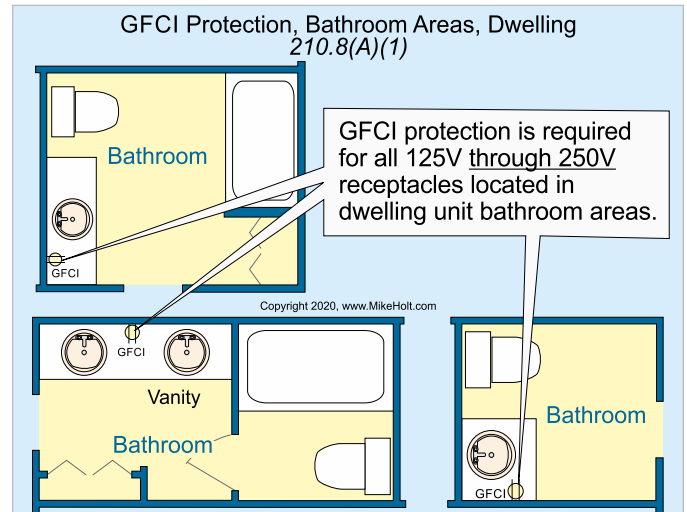 GFCI Protection, Bathroom Areas, Dwelling
210.8(A)(1)
GFCI protection is required
for all 125V through 250V
receptacles located in
dwelling unit bathroom areas.
Bathroom
GFCI
Copyright 2020, www.MikeHolt.com
GFCI
Vanity
Bathroom
Bathroom
GFCI